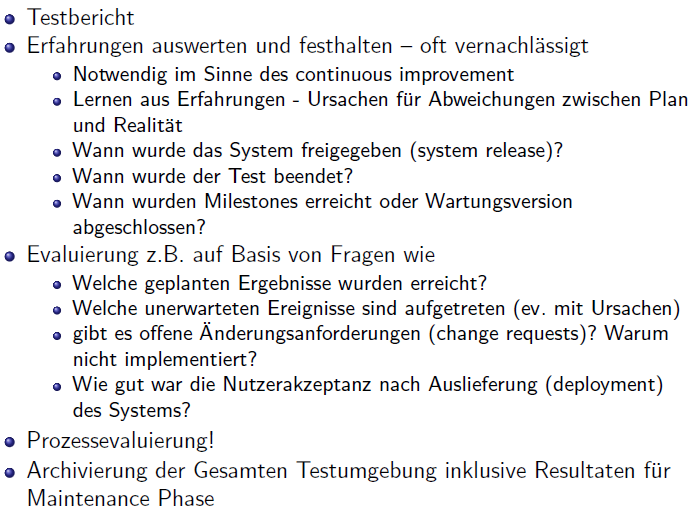 Testbericht
Erfahrungen auswerten und festhalten – oft vernachlässigt
Notwendig im Sinne des continuous improvement
Lernen aus Erfahrungen - Ursachen für Abweichungen zwischen Plan
und Realität
Wann wurde das System freigegeben (system release)?
Wann wurde der Test beendet?
Wann wurden Milestones erreicht oder Wartungsversion
abgeschlossen?
Evaluierung z.B. auf Basis von Fragen wie
Welche geplanten Ergebnisse wurden erreicht?
Welche unerwarteten Ereignisse sind aufgetreten (ev. mit Ursachen)
gibt es offene Änderungsanforderungen (change requests)? Warum
nicht implementiert?
Wie gut war die Nutzerakzeptanz nach Auslieferung (deployment)
des Systems?
Prozessevaluierung!
Archivierung der Gesamten Testumgebung inklusive Resultaten für
Maintenance Phase